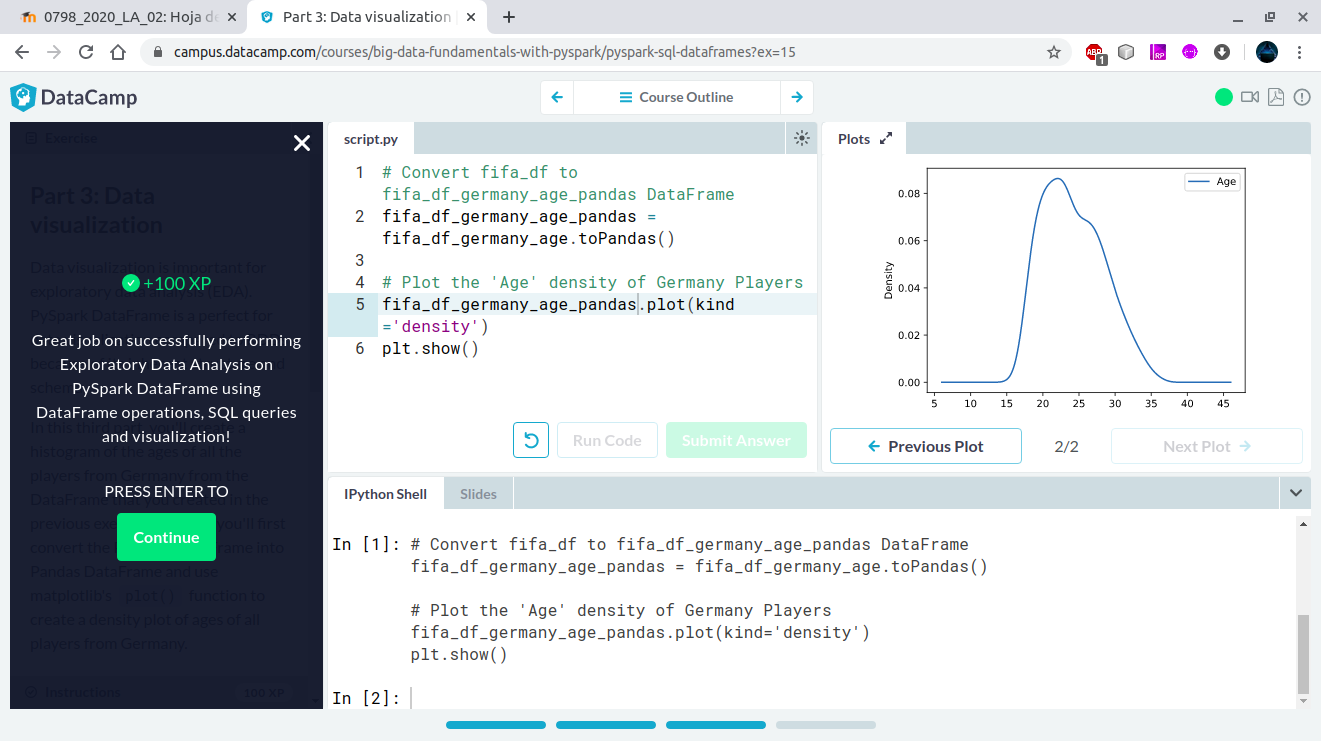 0798_2020_LA_02: Hoja de
Part 3: Data visualization |
campus.datacamp.com/courses/big-data-fundamentals-with-pyspark/pyspark-sql-dataframes?ex=15
ABP
1
RP
DataCamp
Course Outline
Exercise
Part 3: Data
visualization
Data visualization is important for
exploratory data analysis (EDA).
PySpark DataFrame is a perfect for
+100 XP
Great job on successfully performing
Exploratory Data Analysis on
PySpark DataFrame using
DataFrame operations, SQL queries
and visualization!
In this third part, you'll create a
histogram of the ages of all the
players from Germany from the
DataFrame that you created in the
previous exercise. you'll first
PRESS ENTER TO
Continue
convert the frame into
Pandas DataFrame and use
matplotlib's plot() function to
create a density plot of ages of all
players from Germany.
Instructions
100 XP
script.py
1 # Convert fifa_df to
fifa_df_germany_age_pandas DataFrame
2 fifa_df_germany_age_pandas =
fifa_df_germany_age.toPandas()
3
4 # Plot the 'Age' density of Germany Players
5 fifa_df_germany_age_pandas.plot(kind
='density')
6 plt.show()
Run Code
Submit Answer
Plots
Age
Density
0.08
0.06
0.04
0.02
0.00
5 10 15 20 25 30 35 40 45
Previous Plot
2/2
Next Plot
IPython Shell
Slides
In [1]: # Convert fifa_df to fifa_df_germany_age_pandas DataFrame
fifa_df_germany_age_pandas = fifa_df_germany_age.toPandas()
# Plot the 'Age' density of Germany Players
fifa_df_germany_age_pandas.plot(kind='density')
plt.show()
In [2]: